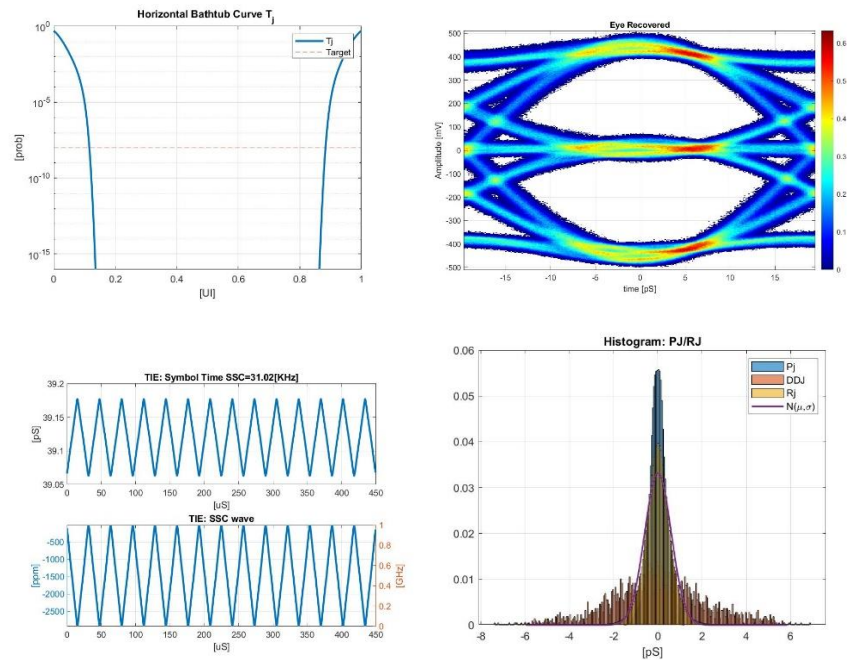 Horizontal Bathtub Curve Tj
10^0
10^-5
10^-10
10^-15
[prob]
Tj
Target
0 0.2 0.4 0.6 0.8 1
[UI]
Eye Recovered
500
400
300
200
100
0
-100
-200
-300
-400
-500
Amplitude [mV]
-15 -10 -5 0 5 10 15
time [pS]
0.6
0.5
0.4
0.3
0.2
0.1
0
TIE: Symbol Time SSC=31.02[KHz]
39.2
39.15
39.1
39.05
[pS]
0 50 100 150 200 250 300 350 400 450
[uS]
TIE: SSC wave
-500
-1000
-1500
-2000
-2500
[ppm]
1
0.8
0.6
0.4
0.2
0
[GHz]
0 50 100 150 200 250 300 350 400 450
[uS]
Histogram: PJ/RJ
0.06
0.05
0.04
0.03
0.02
0.01
0
Pj
DDJ
Rj
N(μ,σ)
-8 -6 -4 -2 0 2 4 6
[pS]